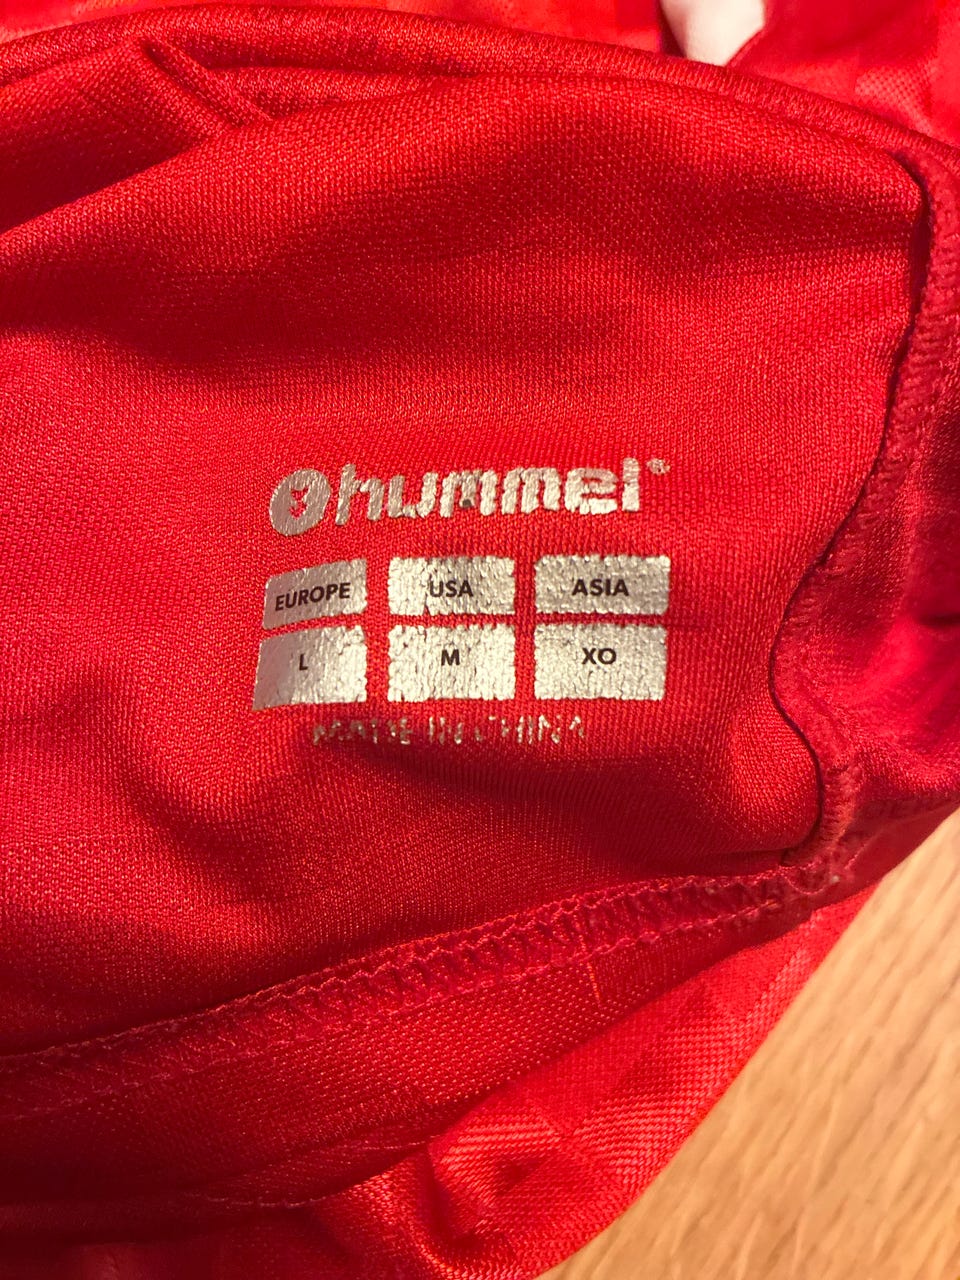 hummel®
EUROPE USA ASIA
L M XO
MADE IN CHINA